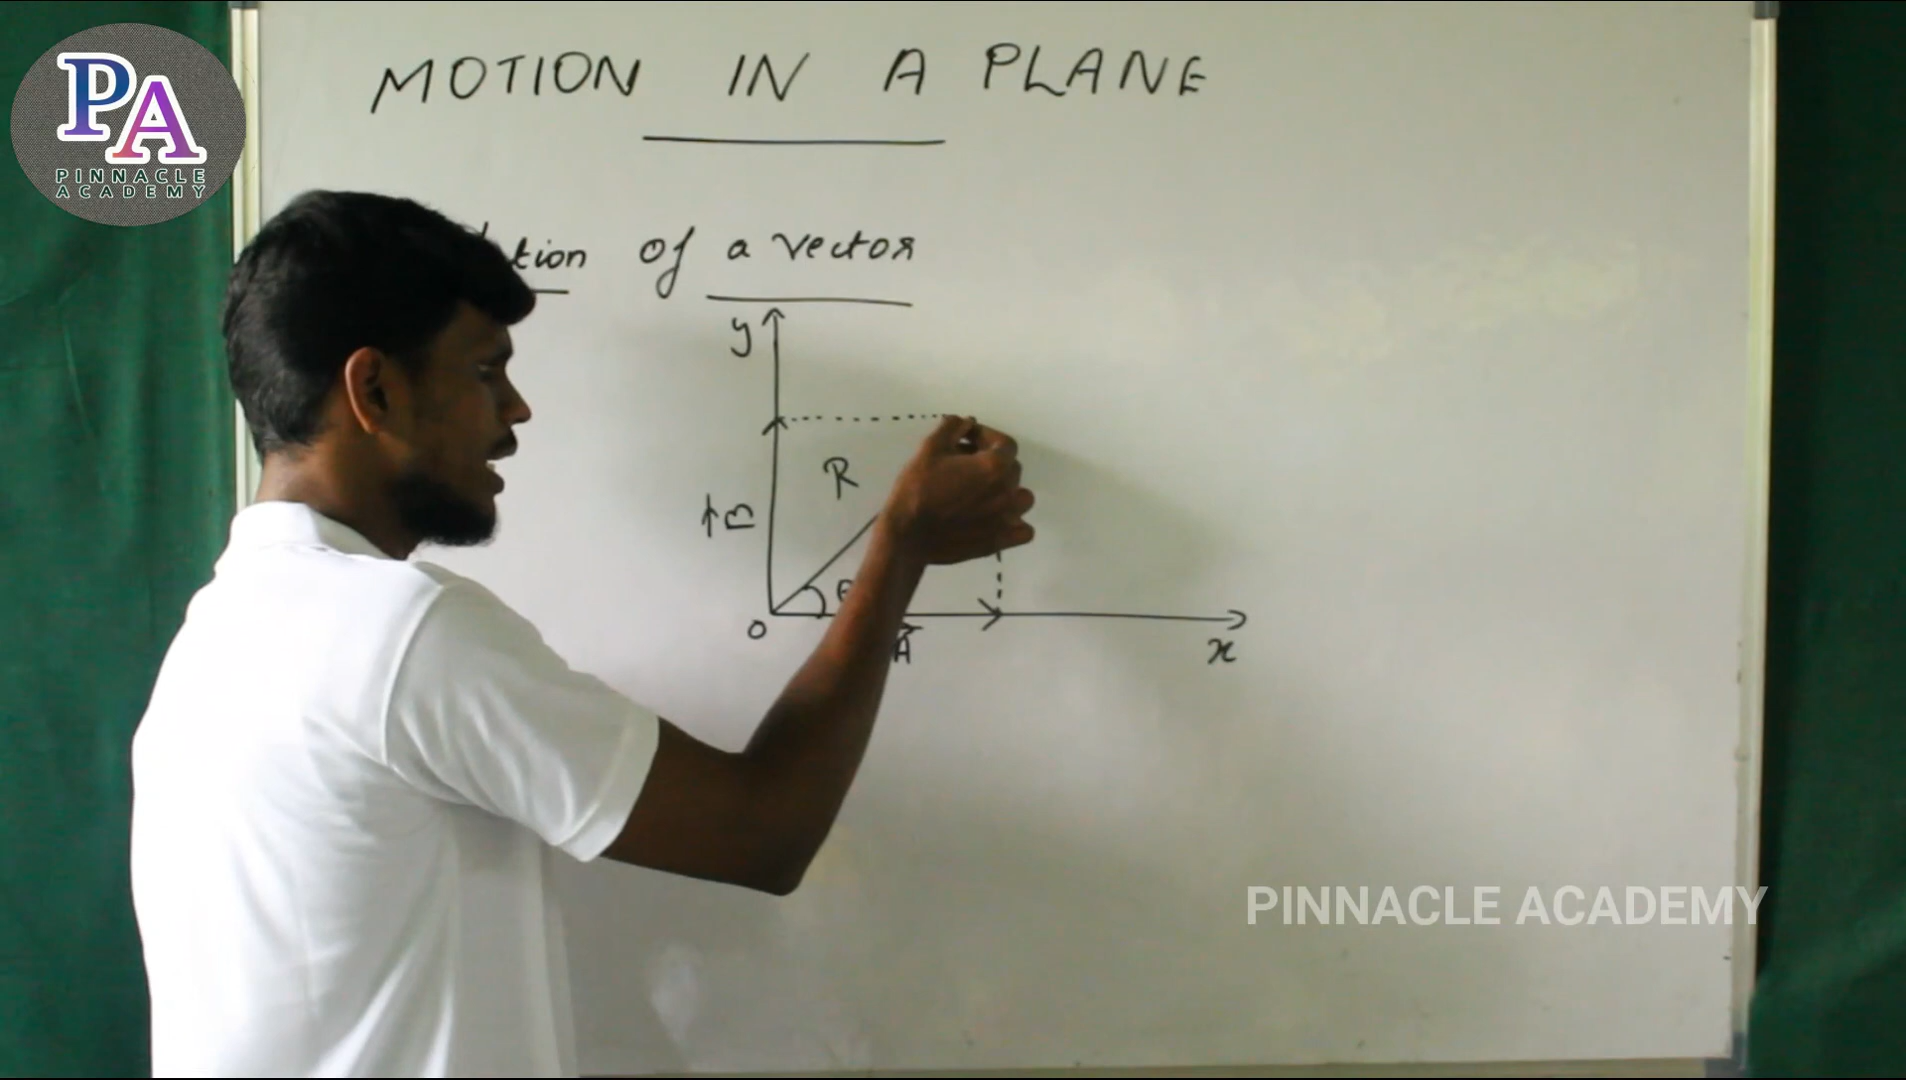 PA
PINNACLE
ACADEMY
MOTION IN A PLANE
of a vector
y
R
B
O
A
x
PINNACLE ACADEMY